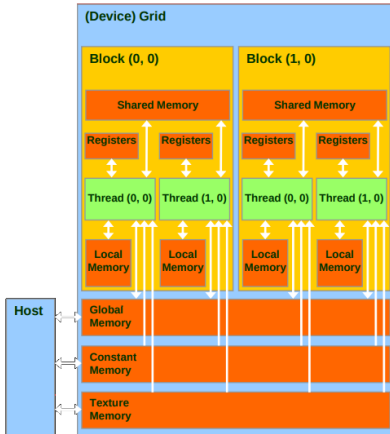 (Device) Grid
Block (0, 0)
Block (1, 0)
Shared Memory
Shared Memory
Registers
Registers
Registers
Registers
Thread (0, 0)
Thread (1, 0)
Thread (0, 0)
Thread (1, 0)
Local
Memory
Local
Memory
Local
Memory
Local
Memory
Host
Global
Memory
Constant
Memory
Texture
Memory